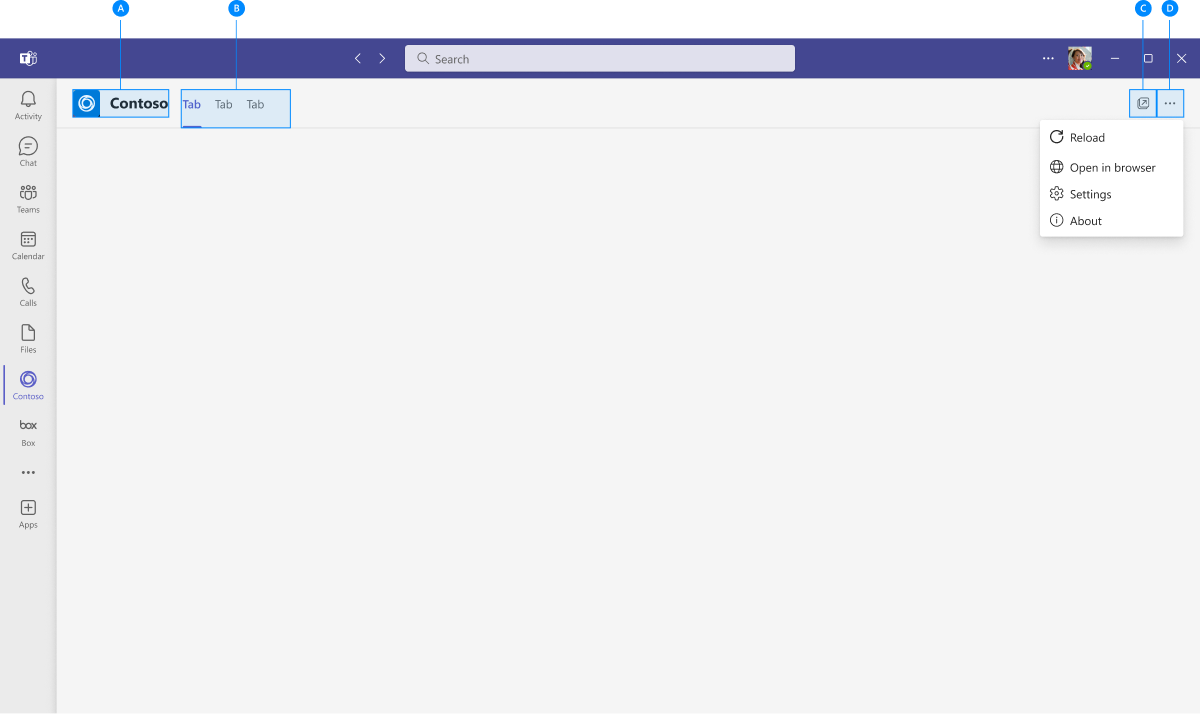 A
B
C
D
Search
Contoso
Tab Tab Tab
Activity
Chat
Teams
Calendar
Calls
Files
Contoso
box
Box
Apps
Reload
Open in browser
Settings
About